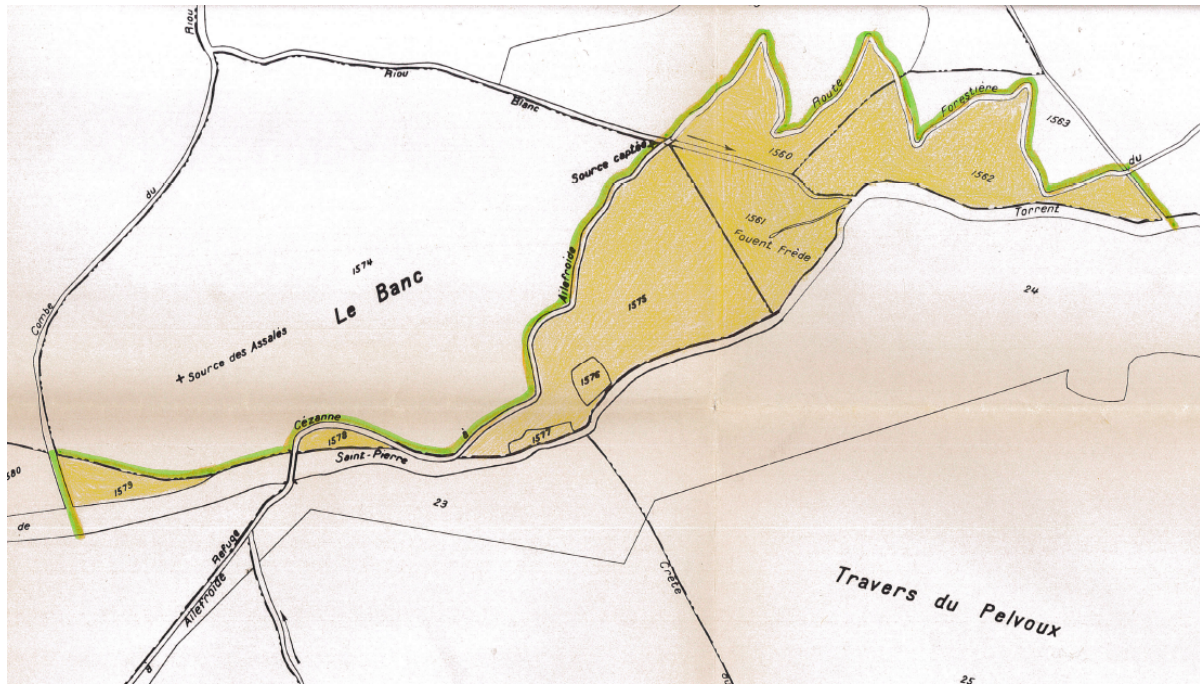 Riou
Riou
Blanc
Route
Forestière
1563
Source captée
1560
du
du
1562
Torrent
1561
Fouent Frède
Ailefroide
1574
Le Banc
1575
24
Combe
Source des Assalés
1576
Cézanne
à
1578
1577
Saint-Pierre
1580
1579
23
de
Refuge
Ailefroide
à
Crête
Travers du Pelvoux
25